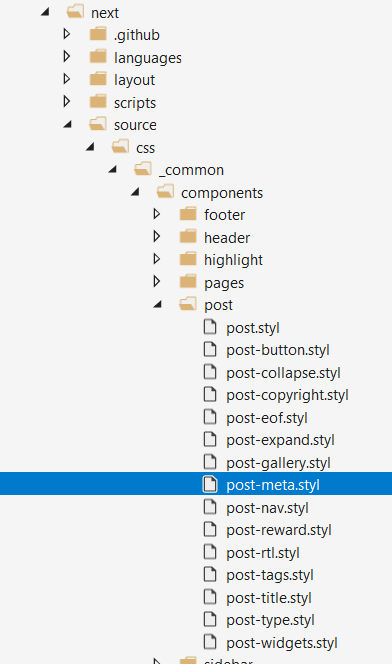 next
.github
languages
layout
scripts
source
css
_common
components
footer
header
highlight
pages
post
post.styl
post-button.styl
post-collapse.styl
post-copyright.styl
post-eof.styl
post-expand.styl
post-gallery.styl
post-meta.styl
post-nav.styl
post-reward.styl
post-rtl.styl
post-tags.styl
post-title.styl
post-type.styl
post-widgets.styl
sidebar